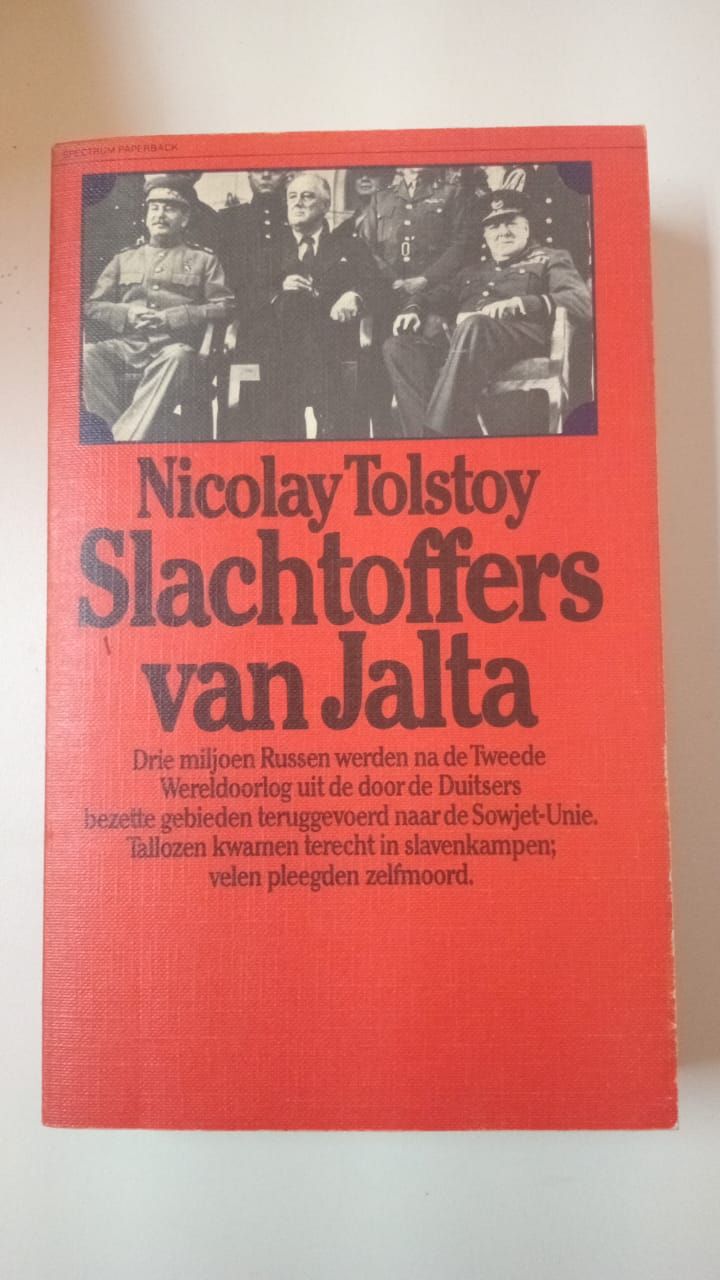 SPECTRUM PAPERBACK
Nicolay Tolstoy
Slachtoffers
van Jalta
Drie miljoen Russen werden na de Tweede
Wereldoorlog uit de door de Duitsers
bezette gebieden teruggevoerd naar de Sowjet-Unie.
Tallozen kwamen terecht in slavenkampen;
velen pleegden zelfmoord.